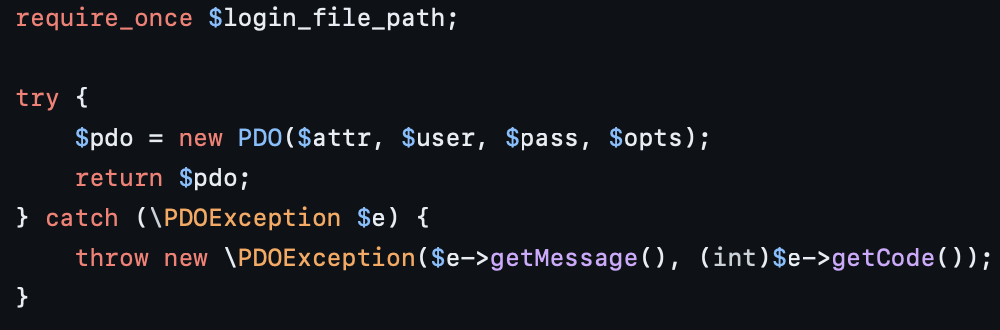 require_once $login_file_path;

try {
    $pdo = new PDO($attr, $user, $pass, $opts);
    return $pdo;
} catch (\PDOException $e) {
    throw new \PDOException($e->getMessage(), (int)$e->getCode());
}